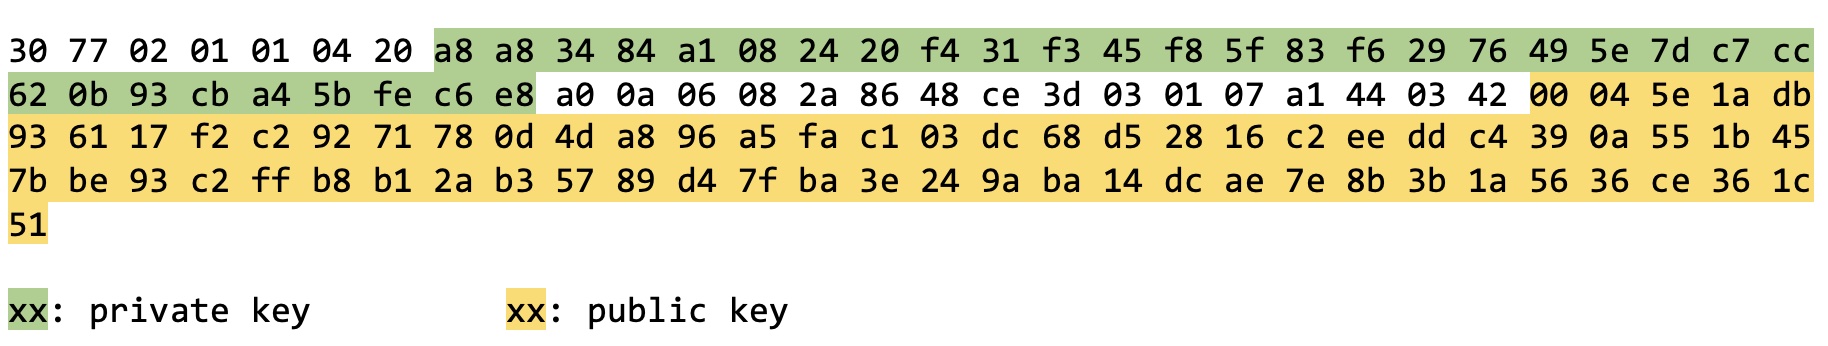 30 77 02 01 01 04 20 a8 a8 34 84 a1 08 24 20 f4 31 f3 45 f8 5f 83 f6 29 76 49 5e 7d c7 cc
62 0b 93 cb a4 5b fe c6 e8 a0 0a 06 08 2a 86 48 ce 3d 03 01 07 a1 44 03 42 00 04 5e 1a db
93 61 17 f2 c2 92 71 78 0d 4d a8 96 a5 fa c1 03 dc 68 d5 28 16 c2 ee dd c4 39 0a 55 1b 45
7b be 93 c2 ff b8 b1 2a b3 57 89 d4 7f ba 3e 24 9a ba 14 dc ae 7e 8b 3b 1a 56 36 ce 36 1c
51
xx: private key xx: public key